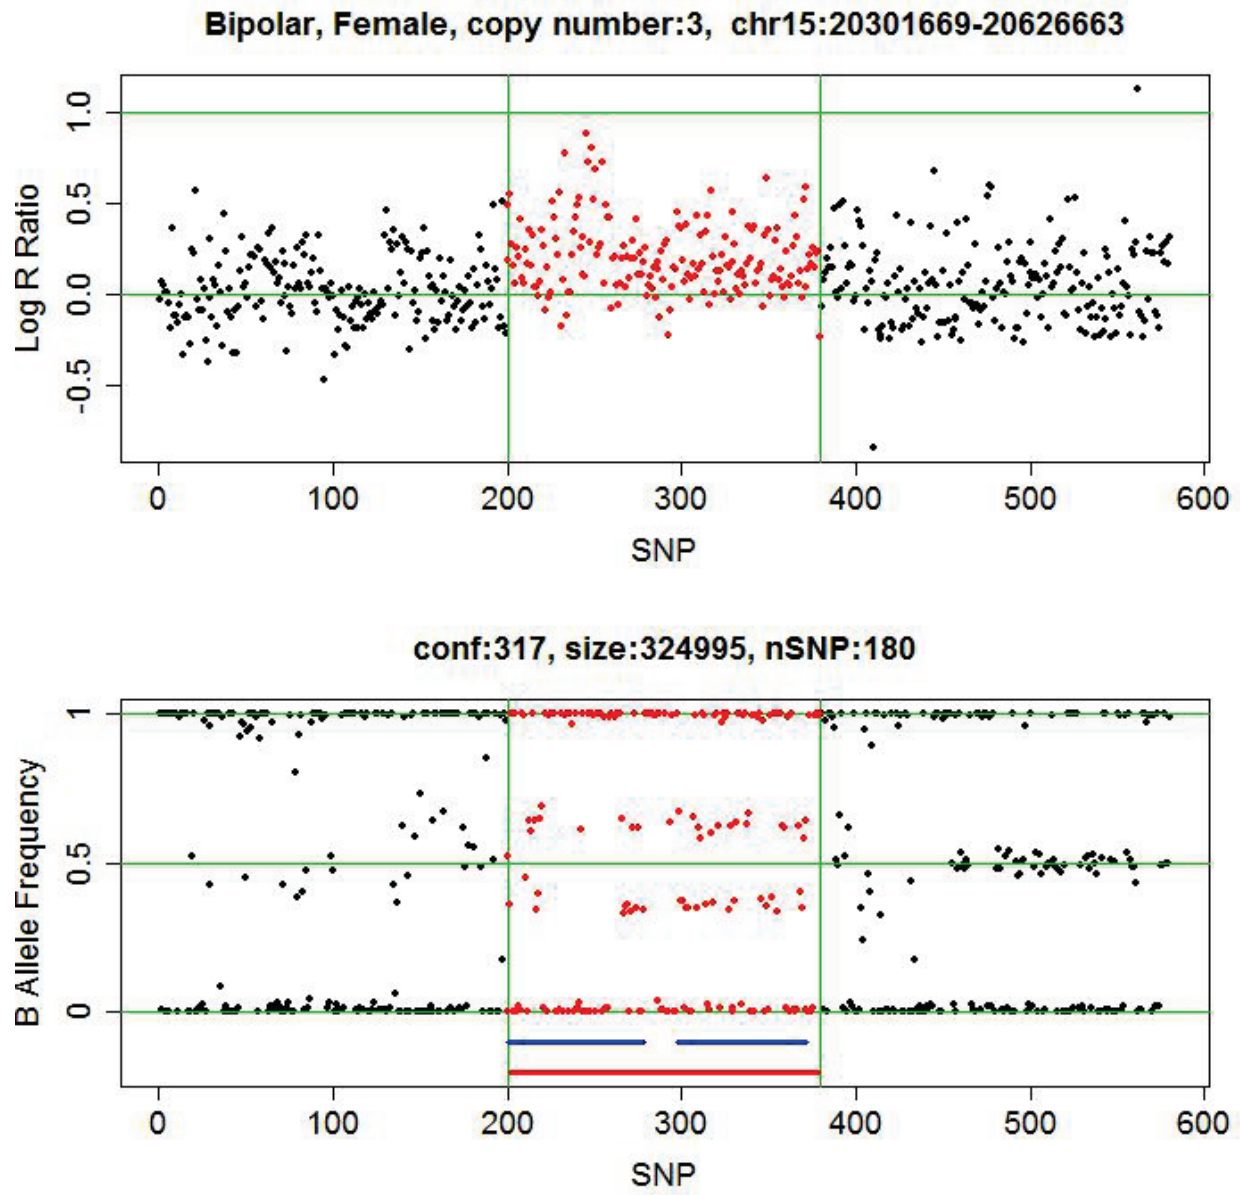 Bipolar, Female, copy number:3, chr15:20301669-20626663
Log R Ratio
1.0
0.5
0.0
-0.5
0 100 200 300 400 500 600
SNP
conf:317, size:324995, nSNP:180
B Allele Frequency
1
0.5
0
0 100 200 300 400 500 600
SNP